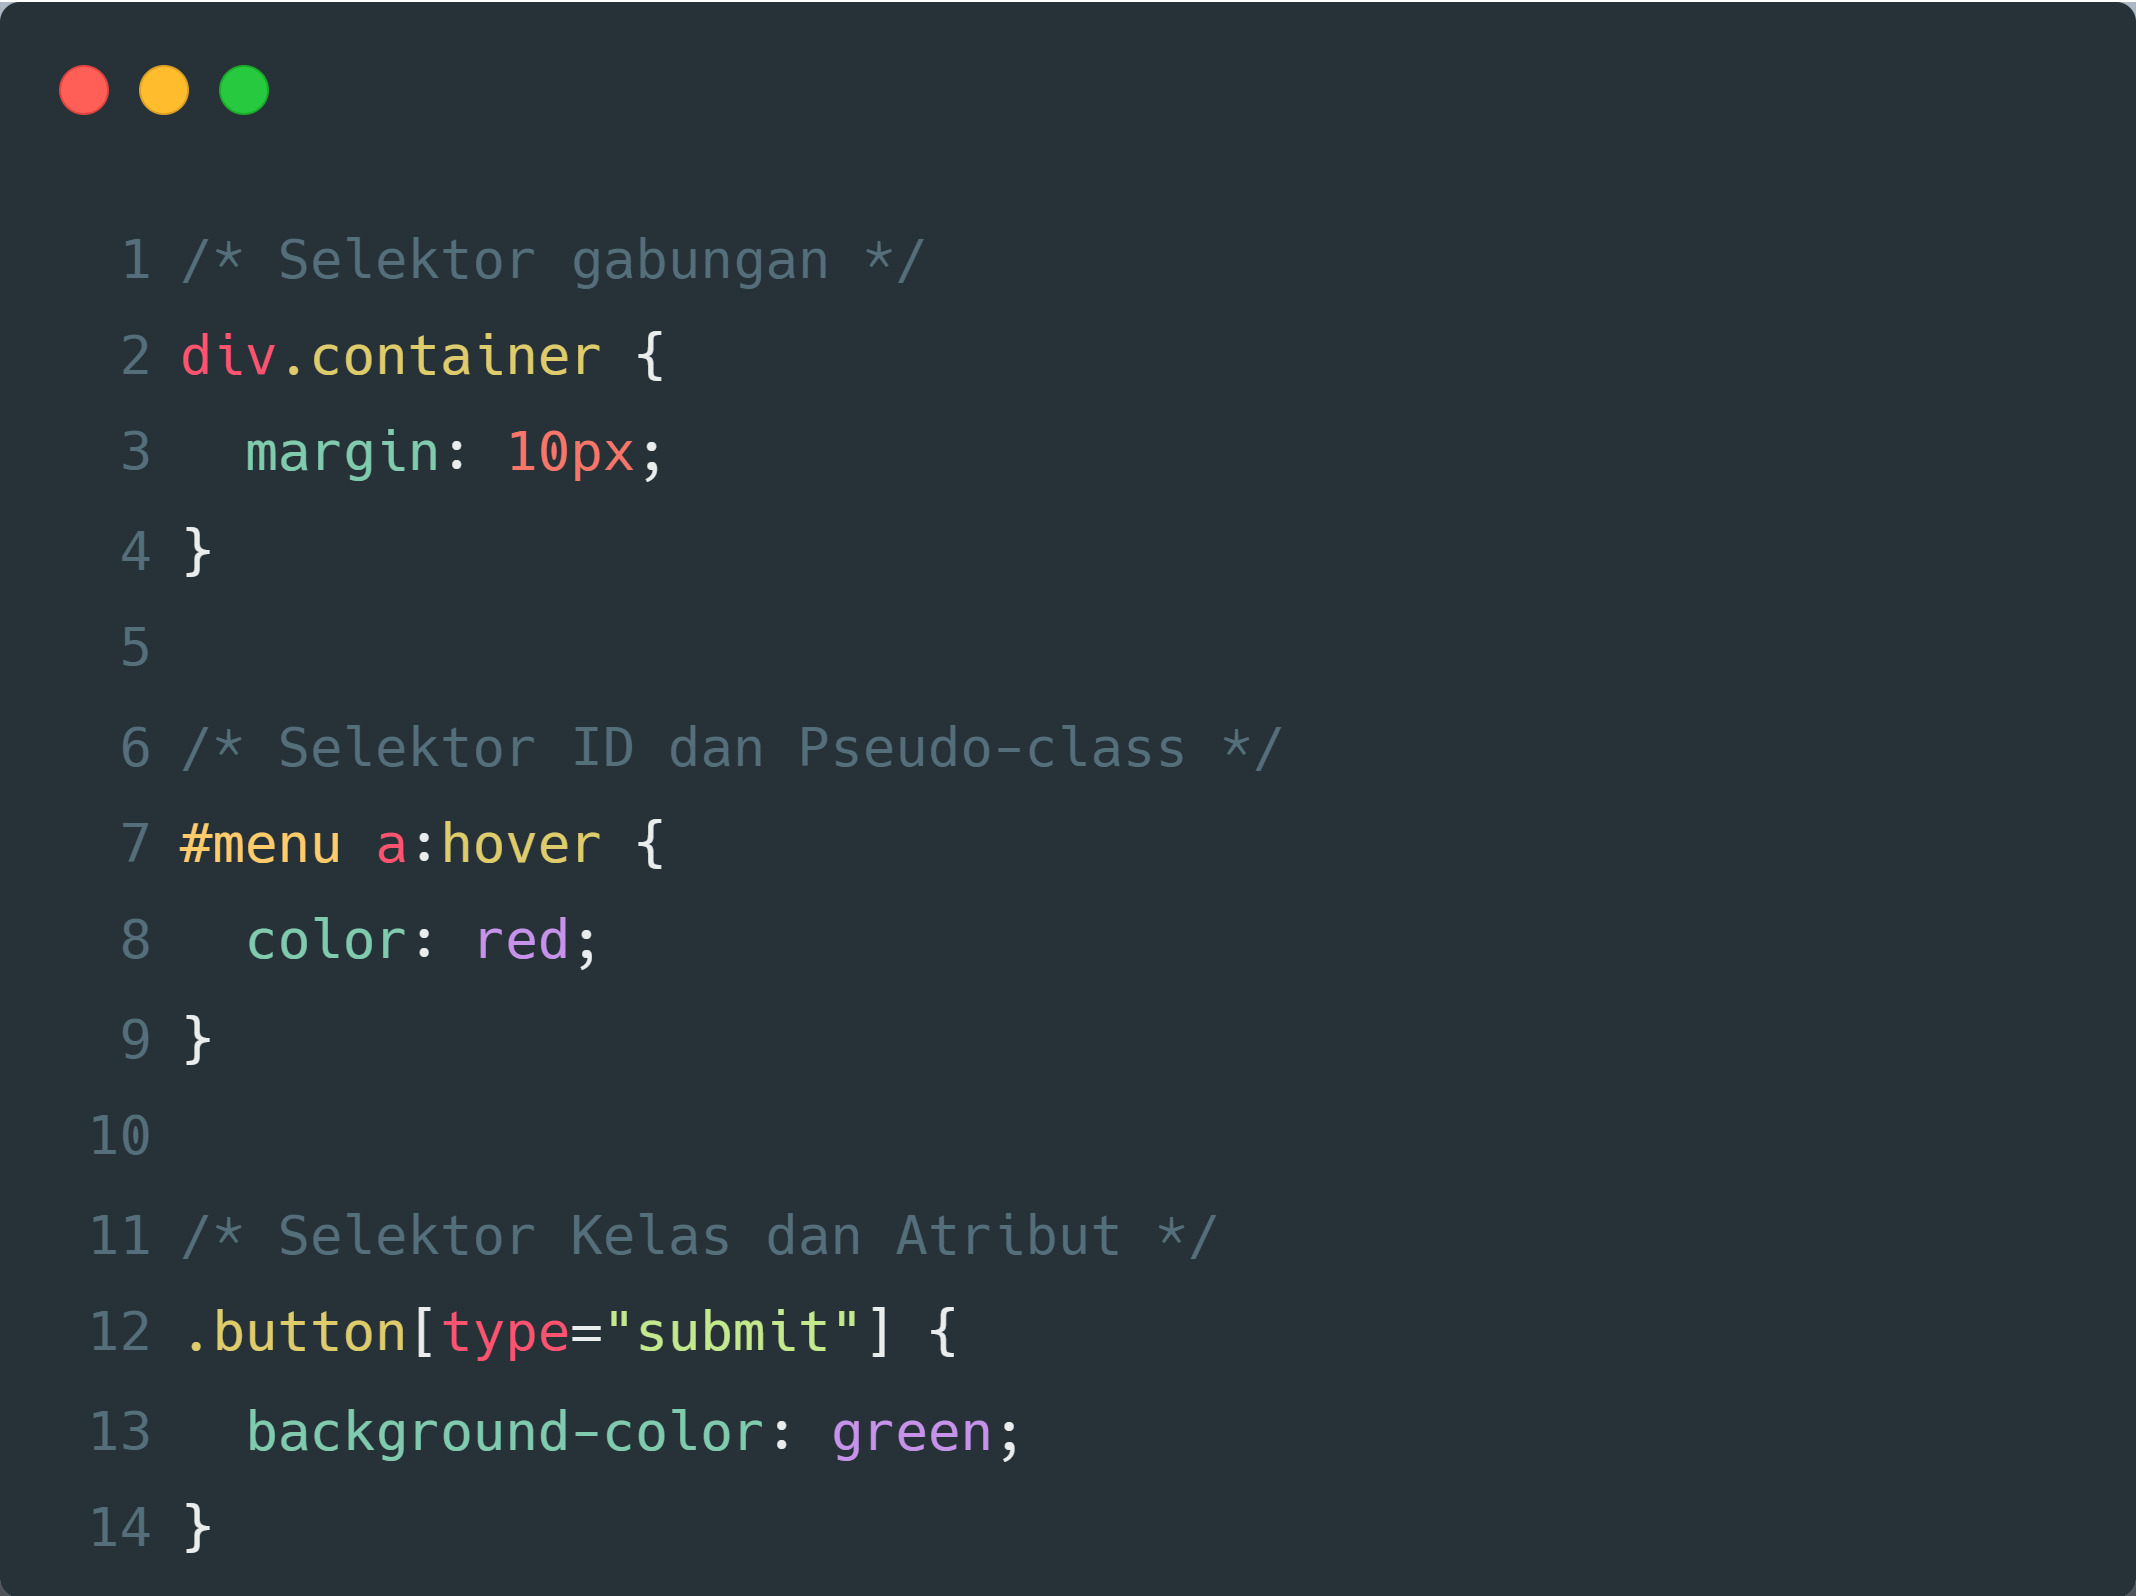 1 /* Selektor gabungan */
2 div.container {
3   margin: 10px;
4 }
5
6 /* Selektor ID dan Pseudo-class */
7 #menu a:hover {
8   color: red;
9 }
10
11 /* Selektor Kelas dan Atribut */
12 .button[type="submit"] {
13   background-color: green;
14 }